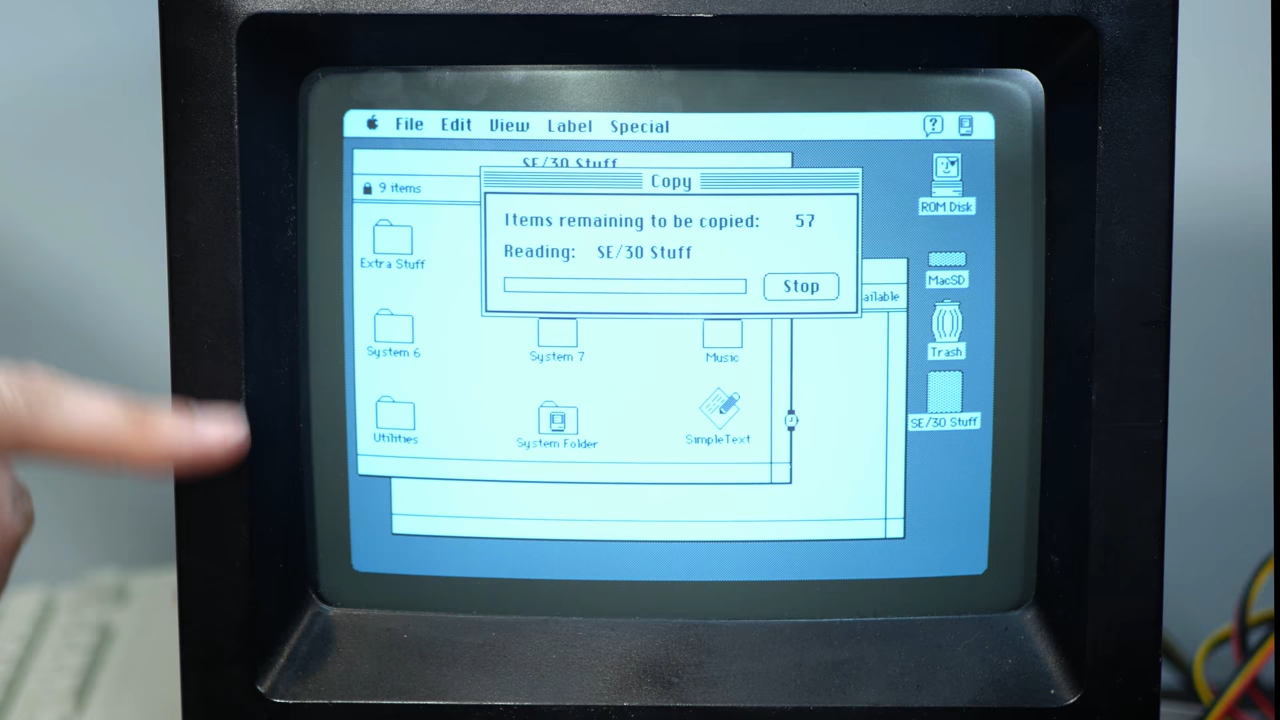 File Edit View Label Special
SE/30 Stuff
Copy
9 items
Items remaining to be copied: 57
Reading: SE/30 Stuff
Stop
ROM Disk
Extra Stuff
MacSD
ailable
System 6
System 7
Music
Trash
Utilities
System Folder
SimpleText
SE/30 Stuff